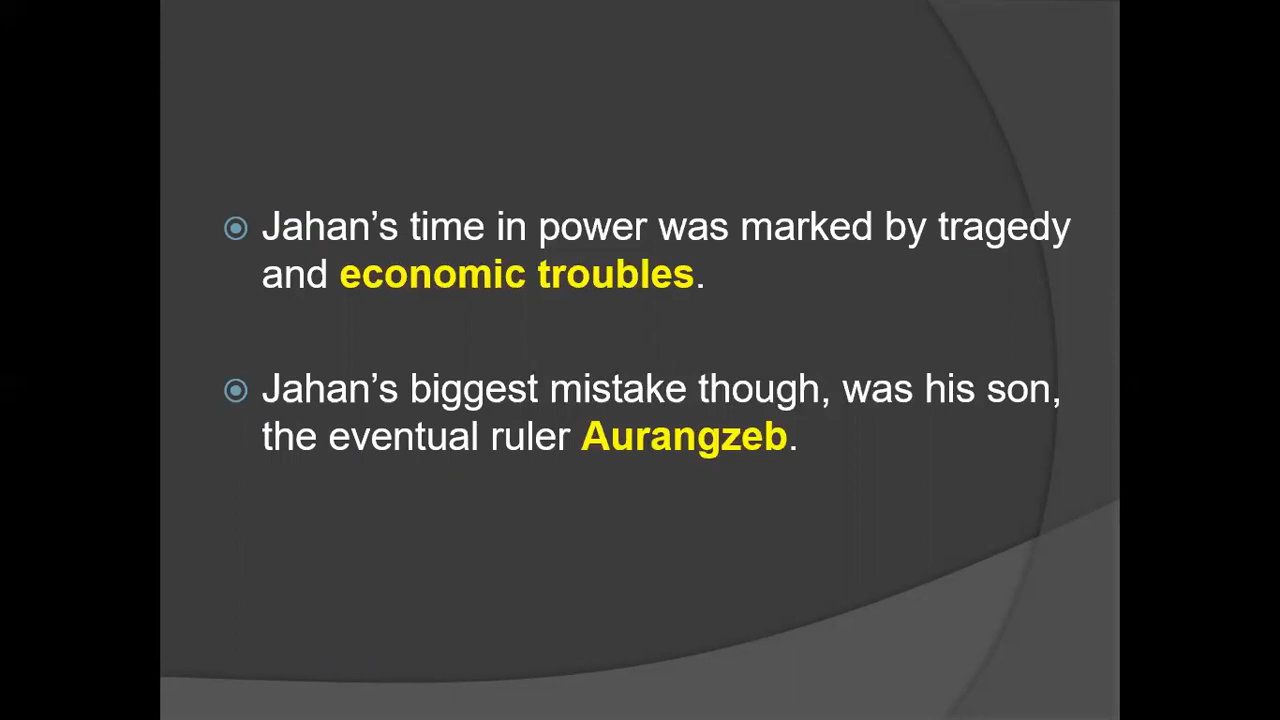 Jahan’s time in power was marked by tragedy
and economic troubles.
Jahan’s biggest mistake though, was his son,
the eventual ruler Aurangzeb.